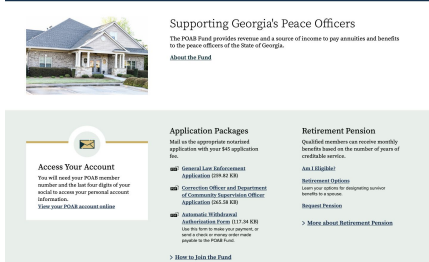 Supporting Georgia's Peace Officers
The POAB Fund provides revenue and a source of income to pay annuities and benefits
to the peace officers of the State of Georgia.
About the Fund
Access Your Account
You will need your POAB member
number and the last four digits of your
social to access your personal account
information.
View your POAB account online
Application Packages
Mail us the appropriate notarized
application with your $45 application
fee.
General Law Enforcement
Application (259.82 KB)
Correction Officer and Department
of Community Supervision Officer
Application (265.58 KB)
Automatic Withdrawal
Authorization Form (117.34 KB)
Use this form to make your payment, or
send a check or money order made
payable to the POAB Fund.
> How to Join the Fund
Retirement Pension
Qualified members can receive monthly
benefits based on the number of years of
creditable service.
Am I Eligible?
Retirement Options
Learn your options for designating survivor
benefits to a spouse.
Request Pension
> More about Retirement Pension